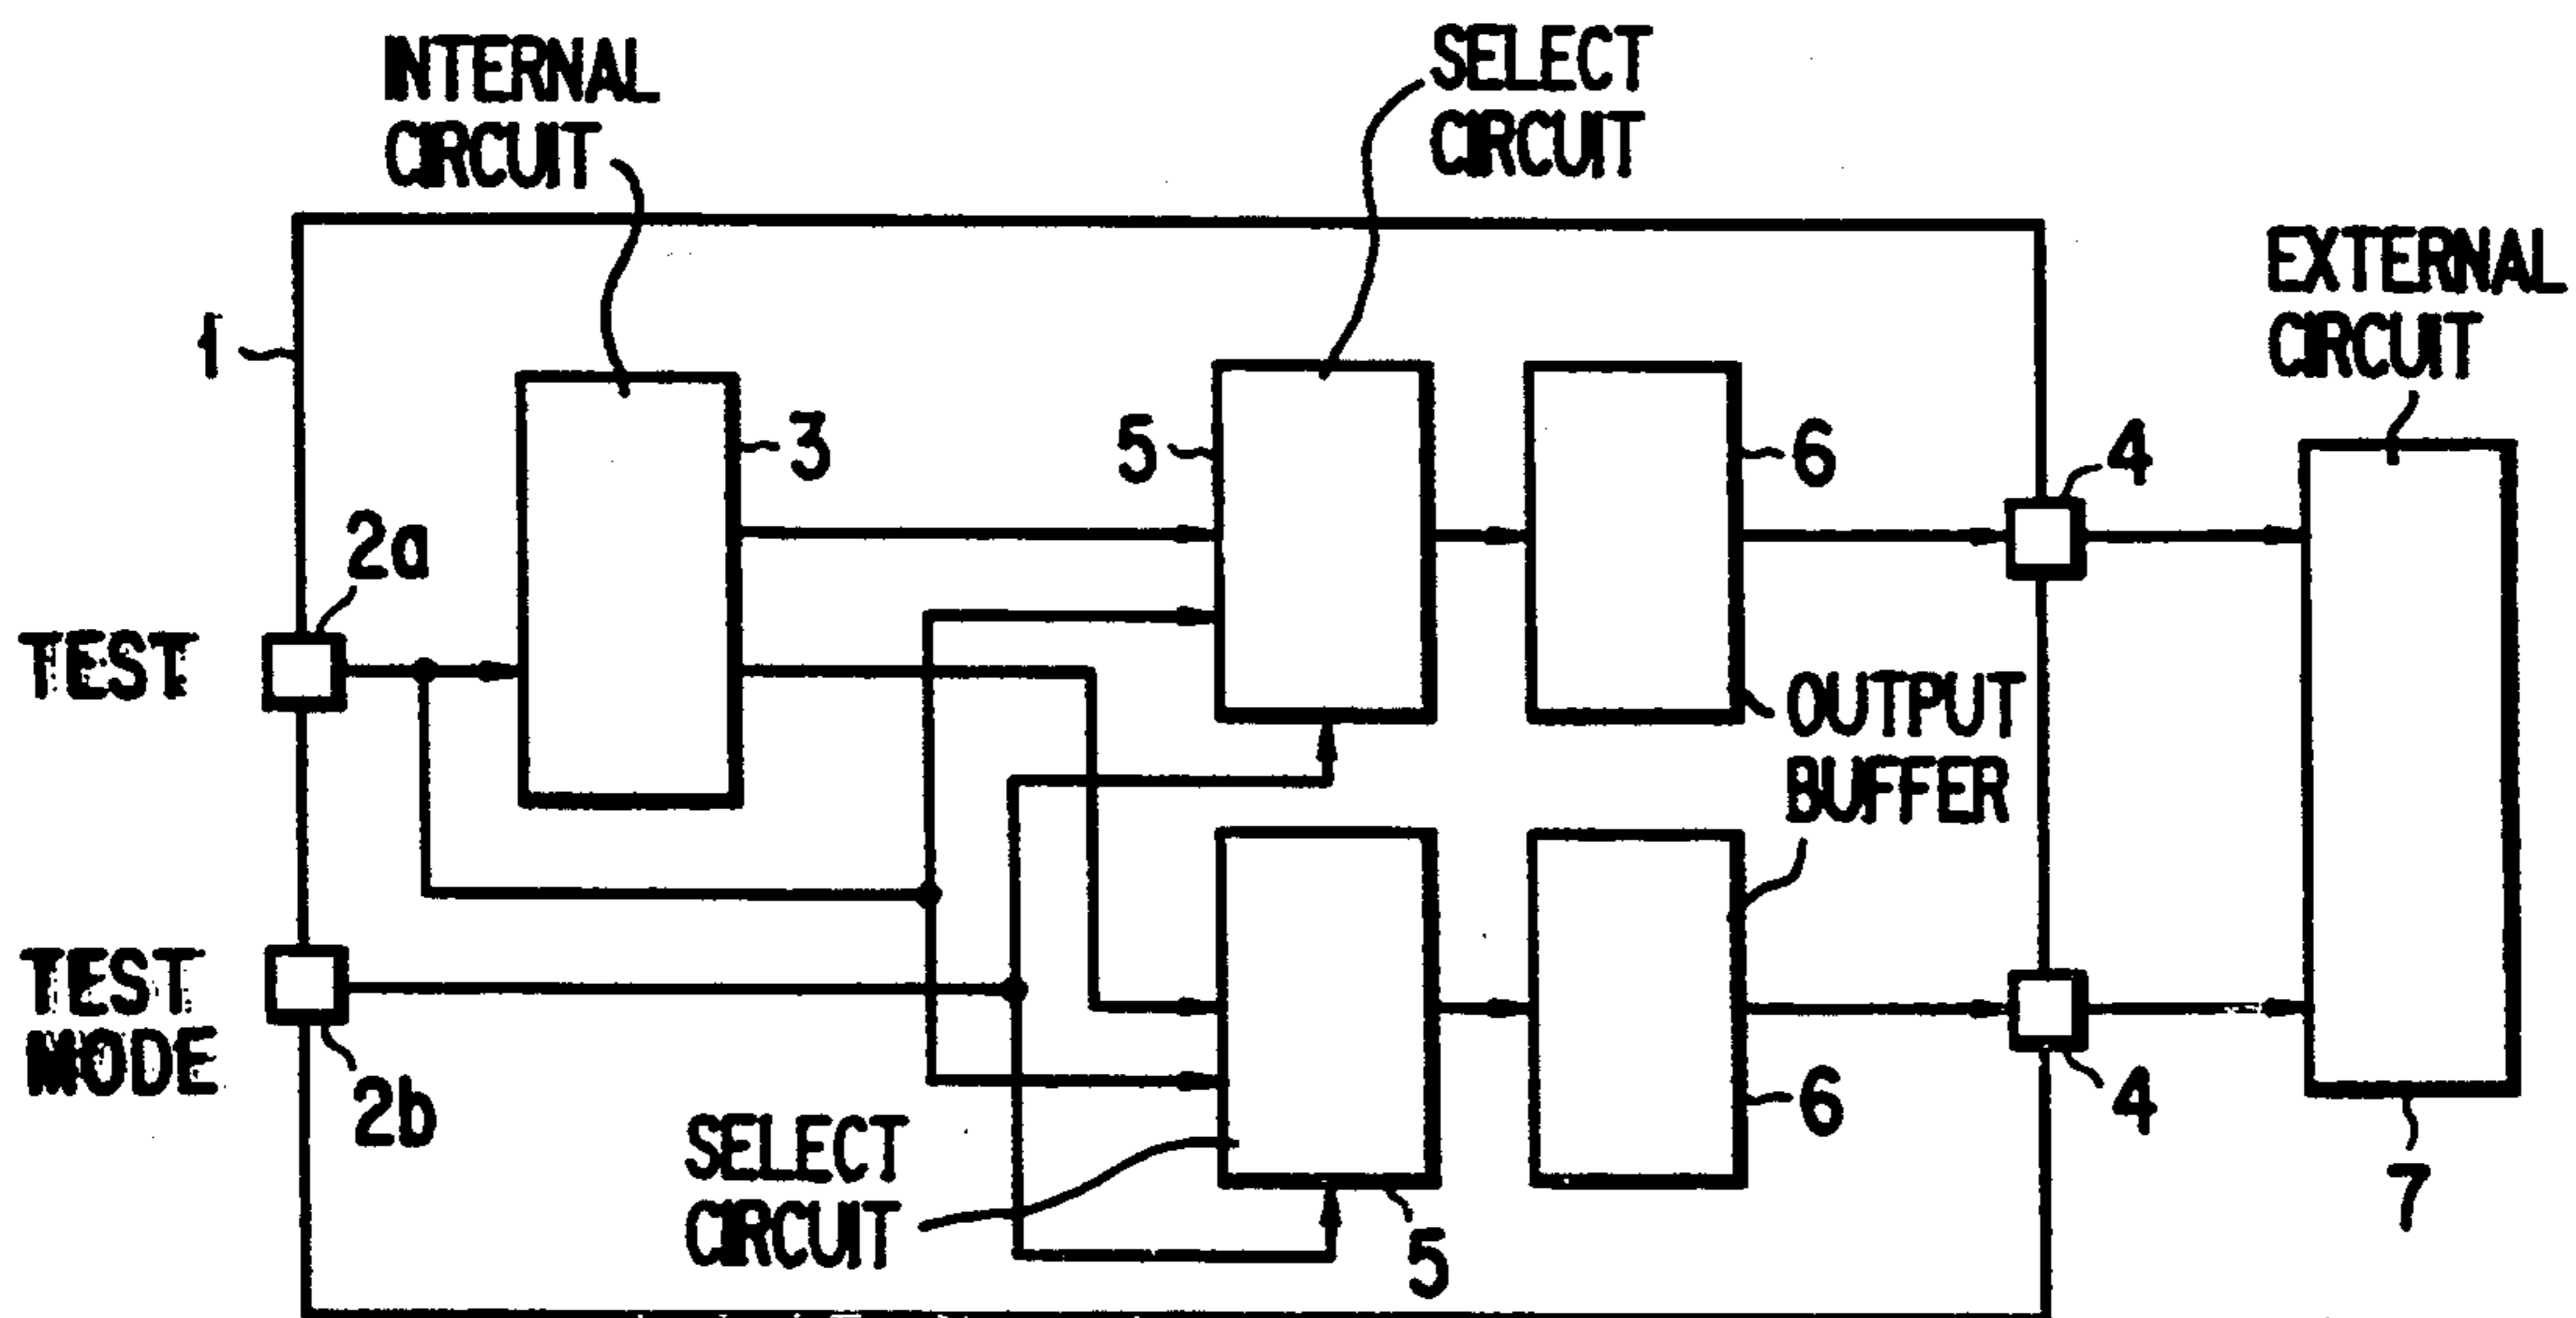 INTERNAL
CIRCUIT
SELECT
CIRCUIT
EXTERNAL
CIRCUIT
1
3
5
6
4
2a
TEST
OUTPUT
BUFFER
TEST
MODE
2b
SELECT
CIRCUIT
5
6
4
7